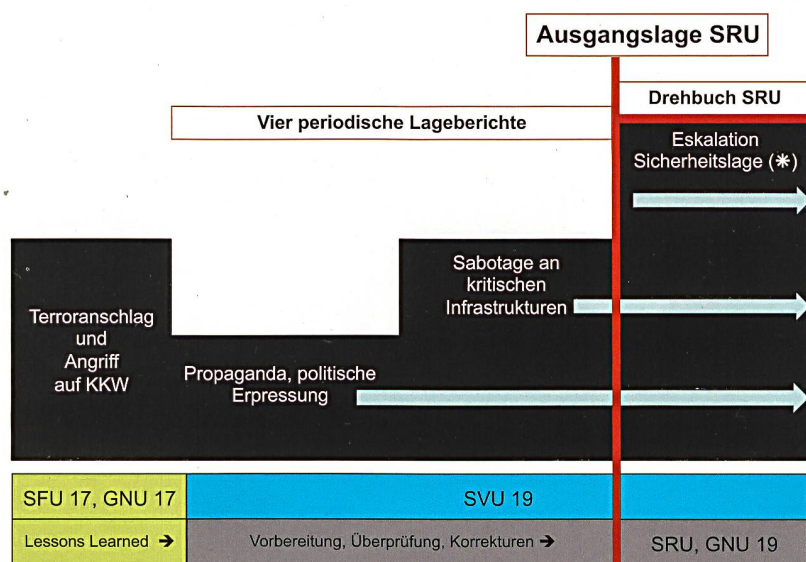 Ausgangslage SRU
Drehbuch SRU
Vier periodische Lageberichte
Eskalation
Sicherheitslage (✱)
Sabotage an
kritischen
Infrastrukturen
Terroranschlag
und
Angriff
auf KKW
Propaganda, politische
Erpressung
SFU 17, GNU 17
SVU 19
Lessons Learned ➔
Vorbereitung, Überprüfung, Korrekturen ➔
SRU, GNU 19